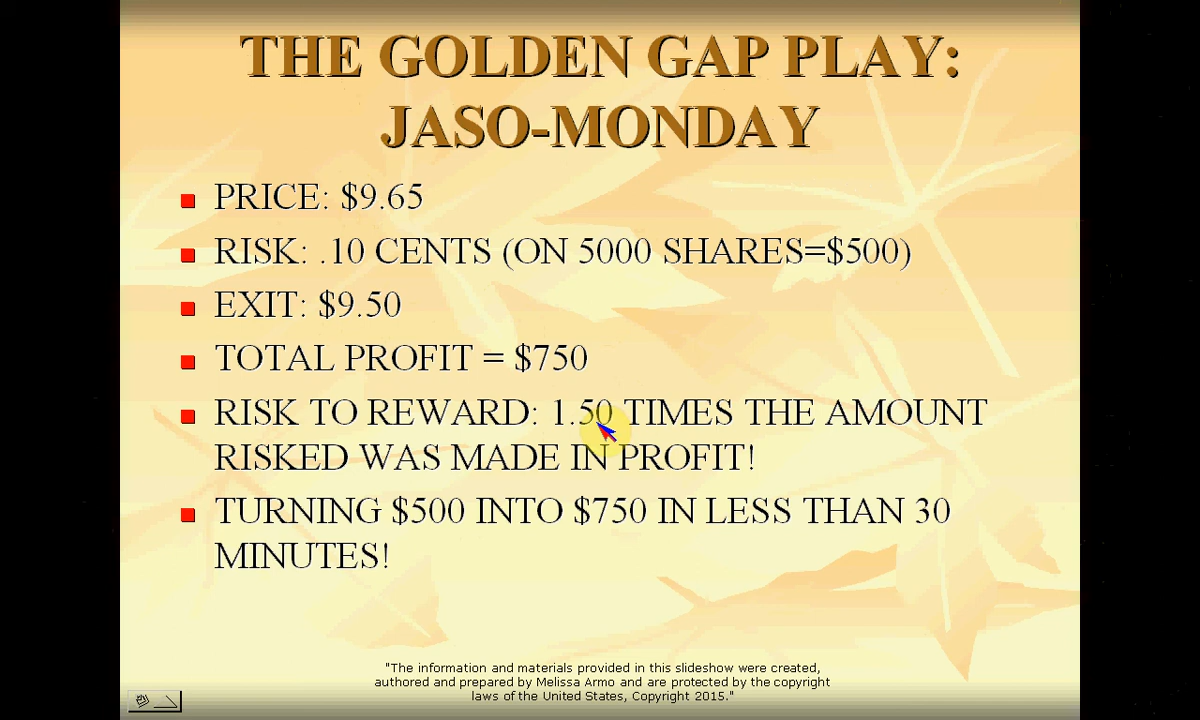 THE GOLDEN GAP PLAY:
JASO-MONDAY
PRICE: $9.65
RISK: .10 CENTS (ON 5000 SHARES=$500)
EXIT: $9.50
TOTAL PROFIT = $750
RISK TO REWARD: 1.50 TIMES THE AMOUNT
RISKED WAS MADE IN PROFIT!
TURNING $500 INTO $750 IN LESS THAN 30
MINUTES!
"The information and materials provided in this slideshow were created,
authored and prepared by Melissa Armo and are protected by the copyright
laws of the United States, Copyright 2015."